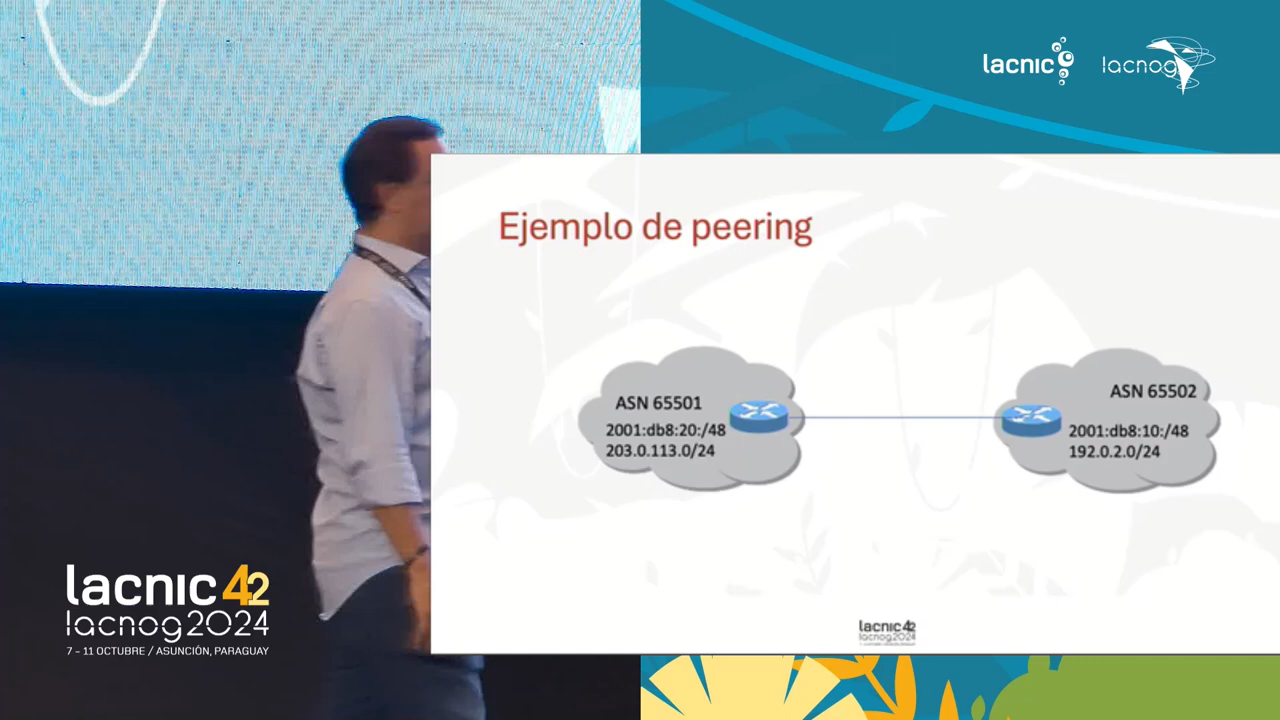 lacnic
lacnog
Ejemplo de peering
ASN 65501
2001:db8:20:/48
203.0.113.0/24
ASN 65502
2001:db8:10:/48
192.0.2.0/24
lacnic42
lacnog2024
lacnic42
lacnog2024
7 - 11 OCTUBRE / ASUNCIÓN, PARAGUAY